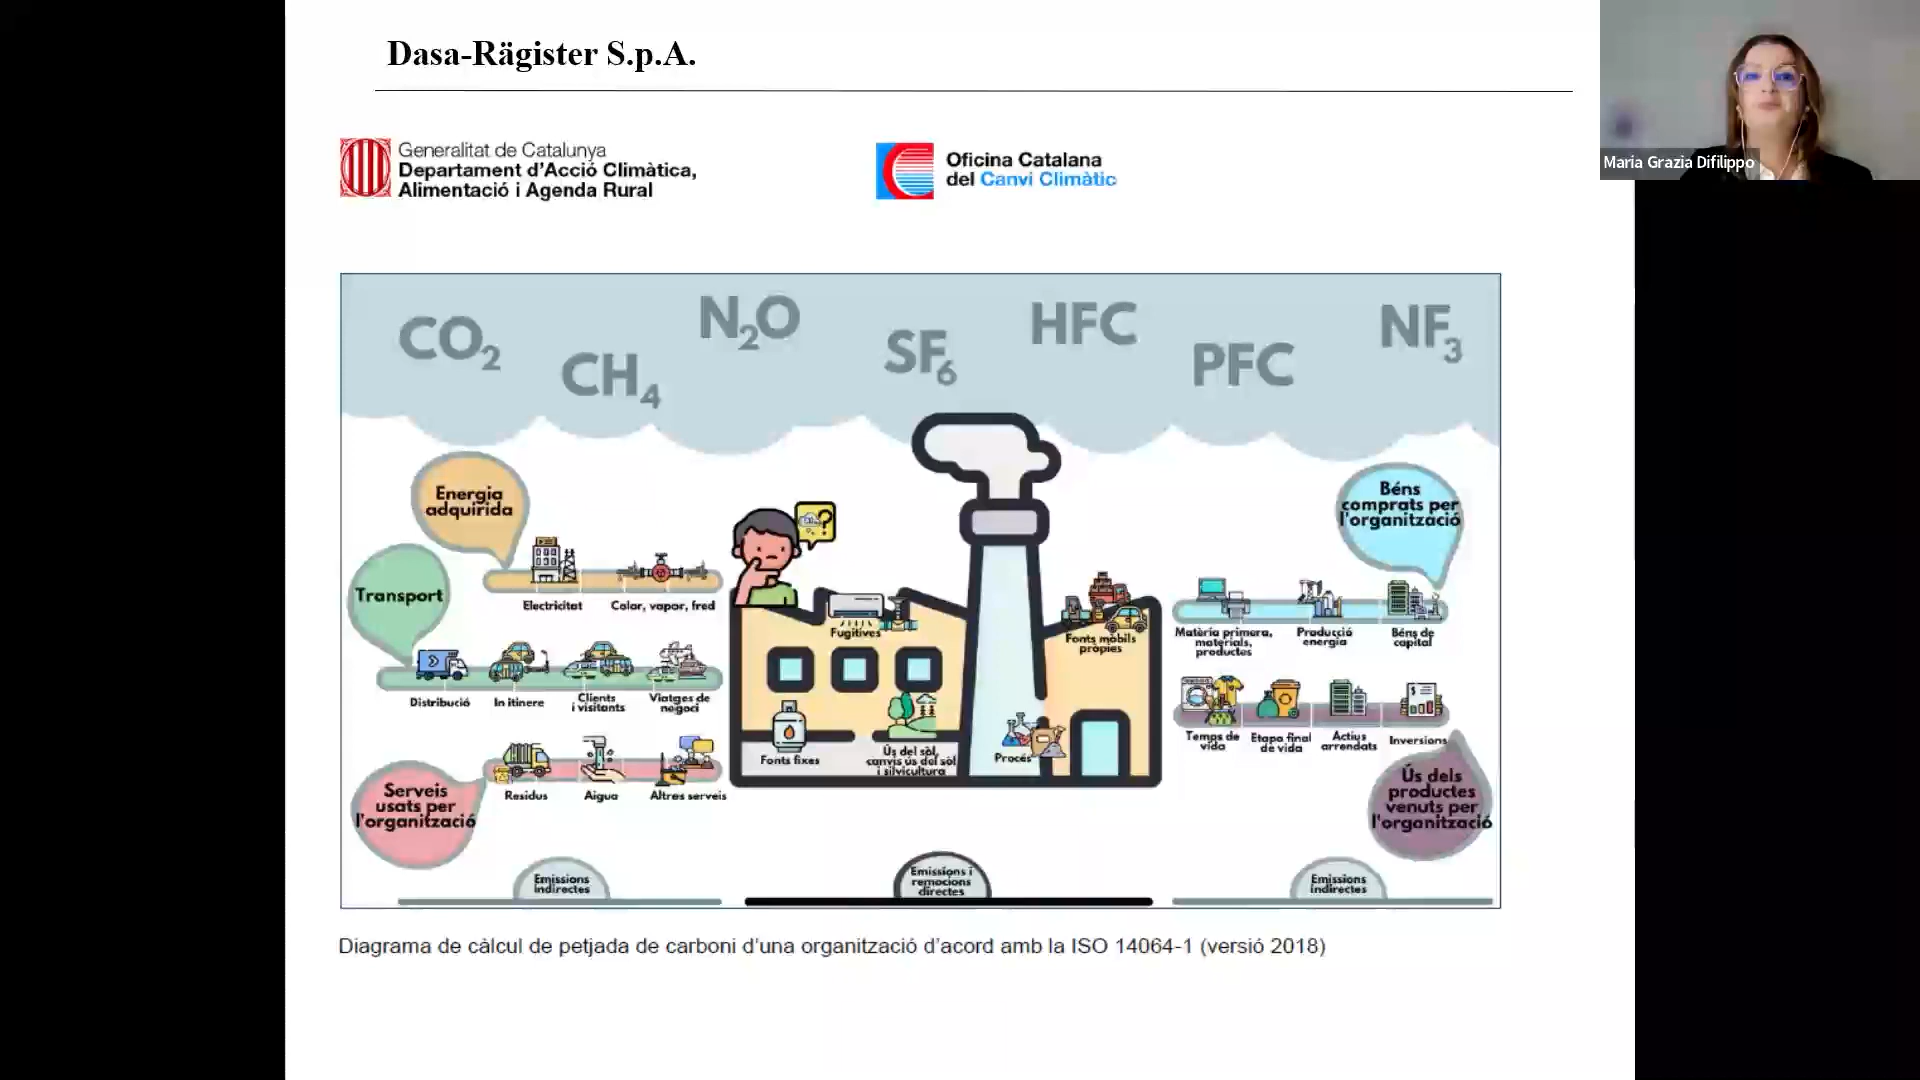 Dasa-Rägister S.p.A.
Maria Grazia Difilippo
Generalitat de Catalunya
Departament d'Acció Climàtica,
Alimentació i Agenda Rural
Oficina Catalana
del Canvi Climàtic
CO2
CH4
N2O
SF6
HFC
PFC
NF3
Energia
adquirida
Electricitat
Calor, vapor, fred
Transport
Distribució
In itinere
Clients
i visitants
Viatges de
negoci
Serveis
usats per
l'organització
Residus
Aigua
Altres serveis
Emissions
indirectes
?
Fugitives
Fonts fixes
Ús del sòl,
canvis ús del sòl
i silvicultura
Procés
Fonts mòbils
pròpies
Emissions i
remocions
directes
Béns
comprats per
l'organització
Matèria primera,
materials,
productes
Producció
energia
Béns de
capital
Temps de
vida
Etapa final
de vida
Actius
arrendats
Inversions
Ús dels
productes
venuts per
l'organització
Emissions
indirectes
Diagrama de càlcul de petjada de carboni d'una organització d'acord amb la ISO 14064-1 (versió 2018)